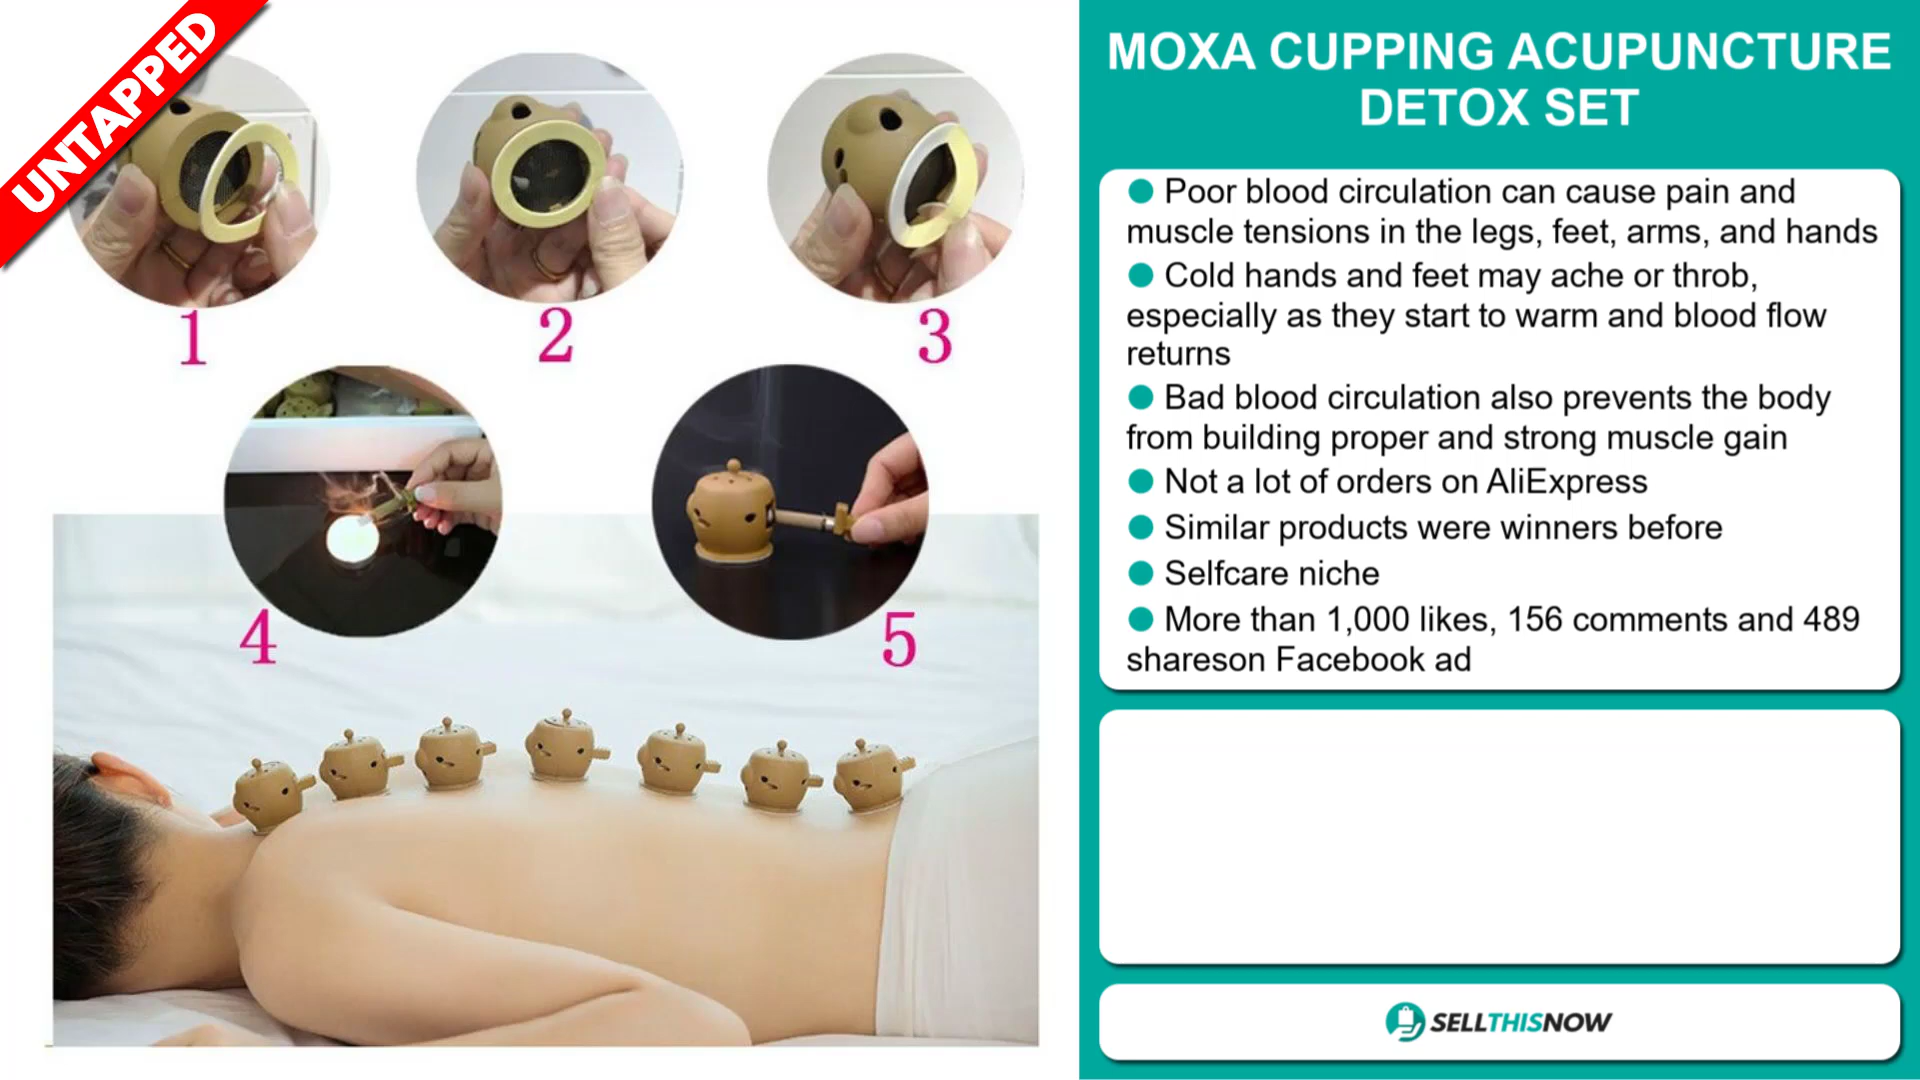 UNTAPPED
1
2
3
4
5
MOXA CUPPING ACUPUNCTURE
DETOX SET
● Poor blood circulation can cause pain and
muscle tensions in the legs, feet, arms, and hands
● Cold hands and feet may ache or throb,
especially as they start to warm and blood flow
returns
● Bad blood circulation also prevents the body
from building proper and strong muscle gain
● Not a lot of orders on AliExpress
● Similar products were winners before
● Selfcare niche
● More than 1,000 likes, 156 comments and 489
shareson Facebook ad
SELLTHISNOW